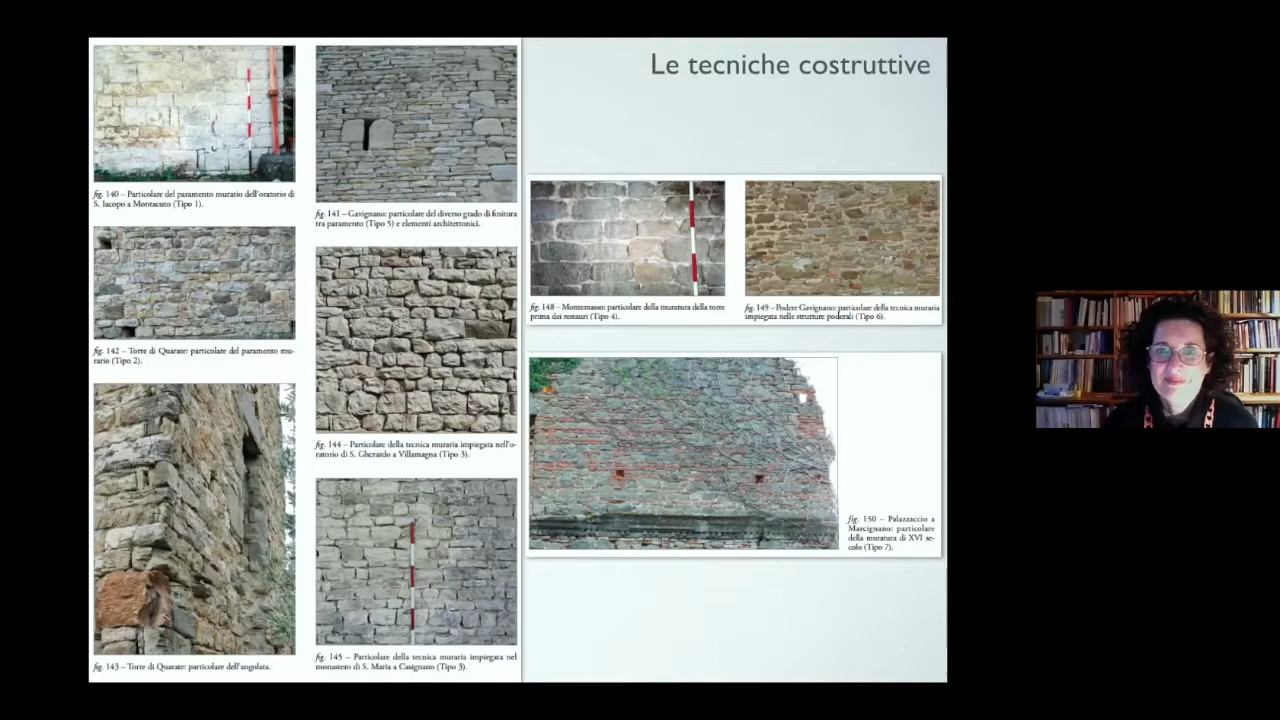 Le tecniche costruttive
fig. 140 – Particolare del paramento murario dell'oratorio di
S. Iacopo a Montacuto (Tipo 1).
fig. 141 – Gavignano: particolare del diverso grado di finitura
tra paramento (Tipo 5) e elementi architettonici.
fig. 142 – Torre di Quarate: particolare del paramento mu-
rario (Tipo 2).
fig. 143 – Torre di Quarate: particolare dell'angolata.
fig. 144 – Particolare della tecnica muraria impiegata nell'o-
ratorio di S. Gherardo a Villamagna (Tipo 3).
fig. 145 – Particolare della tecnica muraria impiegata nel
monastero di S. Maria a Casignano (Tipo 3).
fig. 148 – Montemasso: particolare della muratura della torre
prima dei restauri (Tipo 4).
fig. 149 – Podere Gavignano: particolare della tecnica muraria
impiegata nelle strutture poderali (Tipo 6).
fig. 150 – Palazzaccio a
Marcignano: particolare
della muratura di XVI se-
colo (Tipo 7).